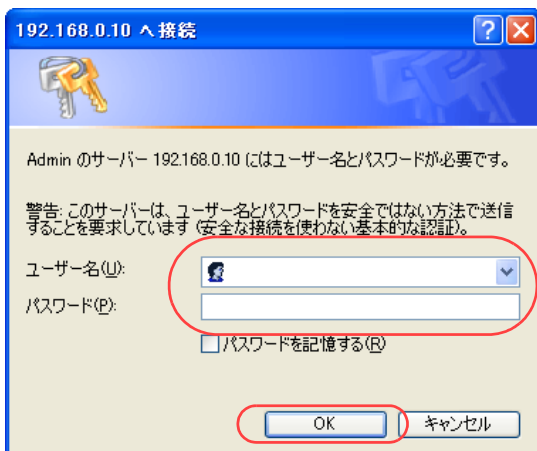 192.168.0.10 へ接続
Admin のサーバー 192.168.0.10 にはユーザー名とパスワードが必要です。
警告: このサーバーは、ユーザー名とパスワードを安全ではない方法で送信
することを要求しています (安全な接続を使わない基本的な認証)。
ユーザー名(U):
パスワード(P):
パスワードを記憶する(R)
OK
キャンセル